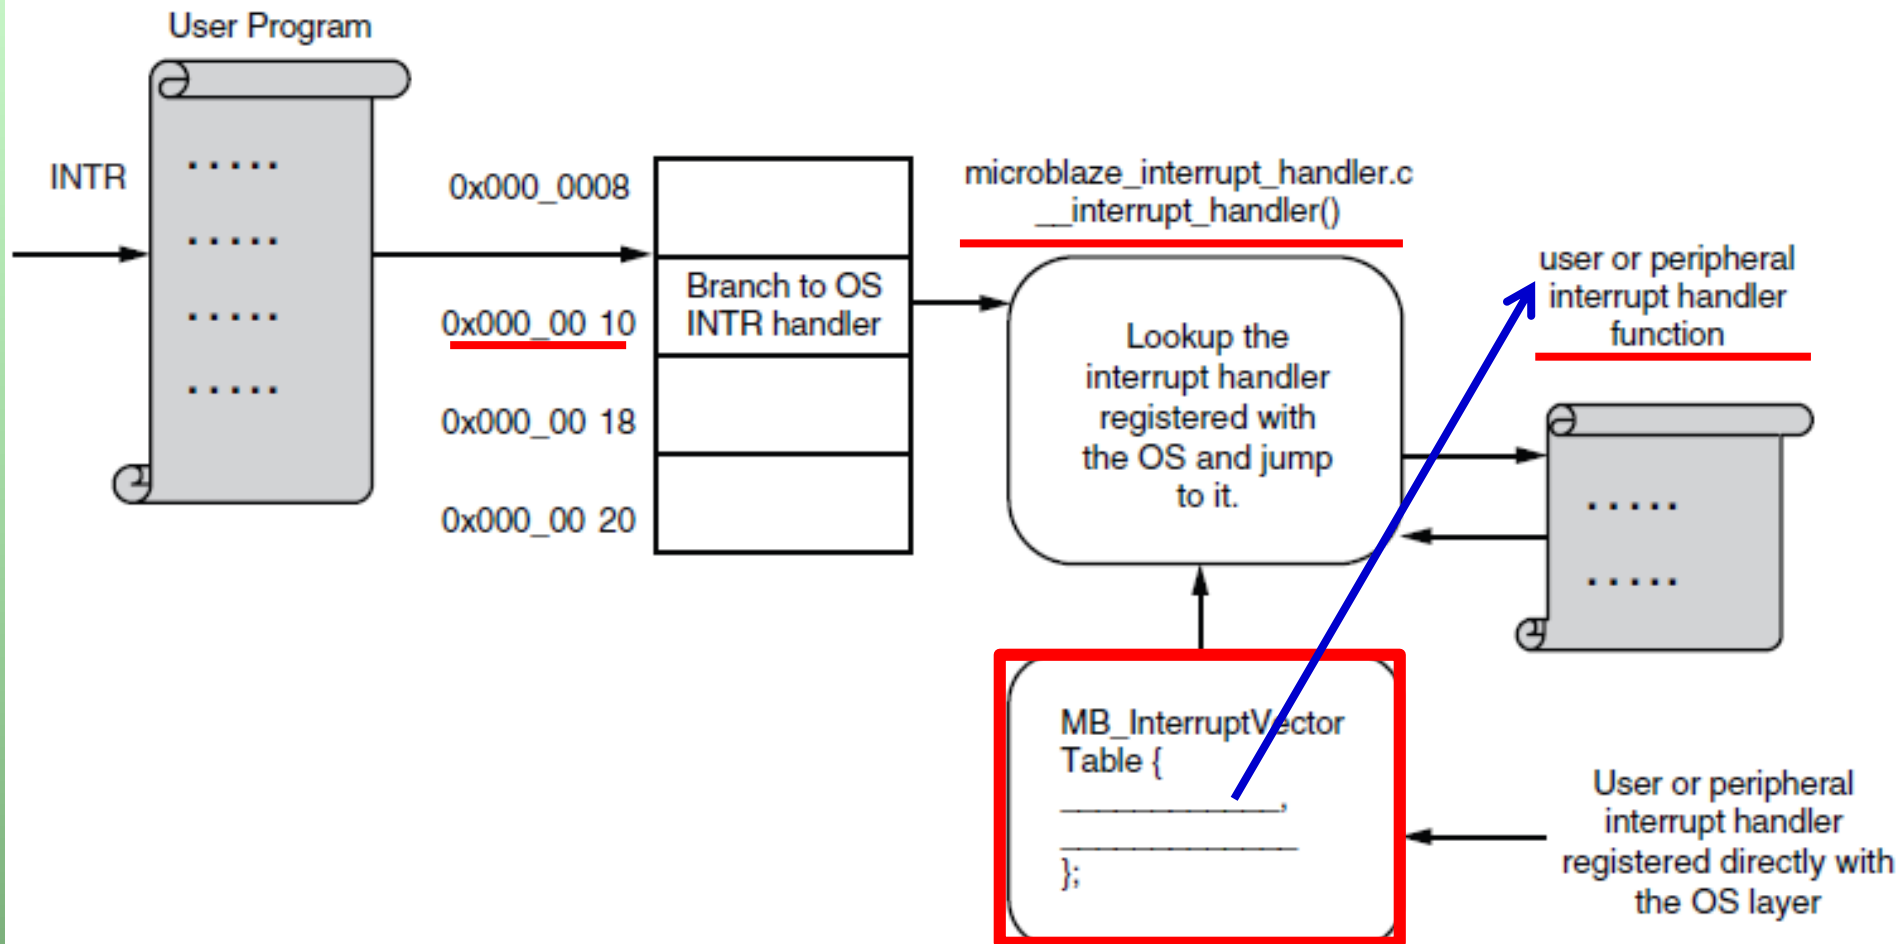 User Program
INTR
.....
.....
.....
.....
0x000_0008
0x000_00 10
0x000_00 18
0x000_00 20
Branch to OS
INTR handler
microblaze_interrupt_handler.c
__interrupt_handler()
Lookup the
interrupt handler
registered with
the OS and jump
to it.
user or peripheral
interrupt handler
function
.....
.....
MB_InterruptVector
Table {
____________,
_____________
};
User or peripheral
interrupt handler
registered directly with
the OS layer